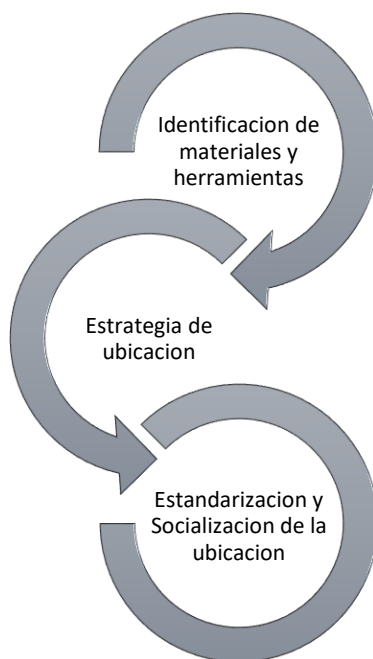 Identificacion de
materiales y
herramientas
Estrategia de
ubicacion
Estandarizacion y
Socializacion de la
ubicacion